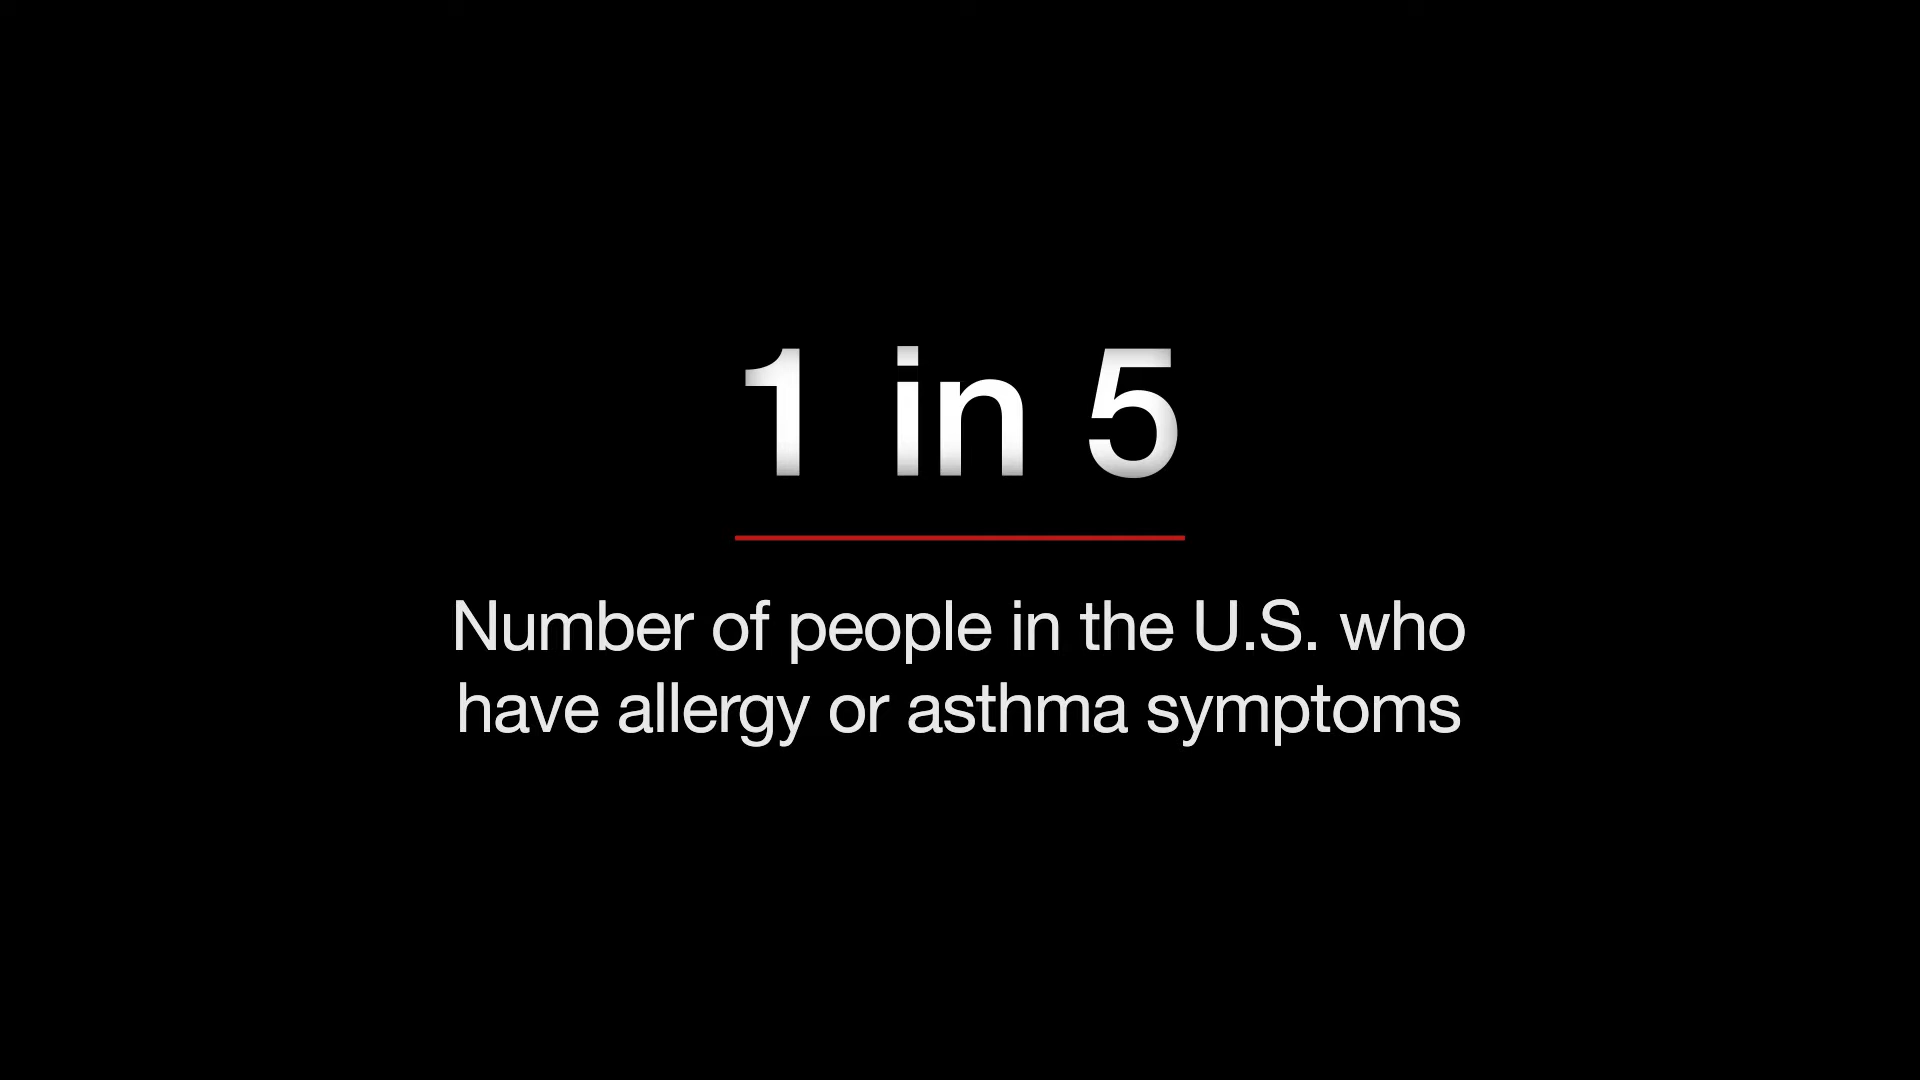 1 in 5
Number of people in the U.S. who
have allergy or asthma symptoms